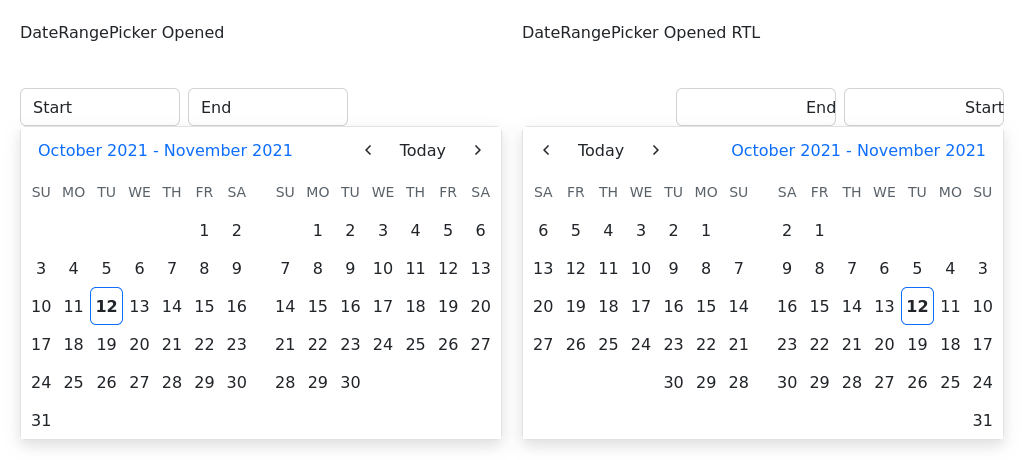 DateRangePicker Opened
Start End
October 2021 - November 2021 Today
SU MO TU WE TH FR SA SU MO TU WE TH FR SA
1 2 1 2 3 4 5 6
3 4 5 6 7 8 9 7 8 9 10 11 12 13
10 11 12 13 14 15 16 14 15 16 17 18 19 20
17 18 19 20 21 22 23 21 22 23 24 25 26 27
24 25 26 27 28 29 30 28 29 30
31
DateRangePicker Opened RTL
End Start
Today October 2021 - November 2021
SA FR TH WE TU MO SU SA FR TH WE TU MO SU
6 5 4 3 2 1 2 1
13 12 11 10 9 8 7 9 8 7 6 5 4 3
20 19 18 17 16 15 14 16 15 14 13 12 11 10
27 26 25 24 23 22 21 23 22 21 20 19 18 17
30 29 28 30 29 28 27 26 25 24
31